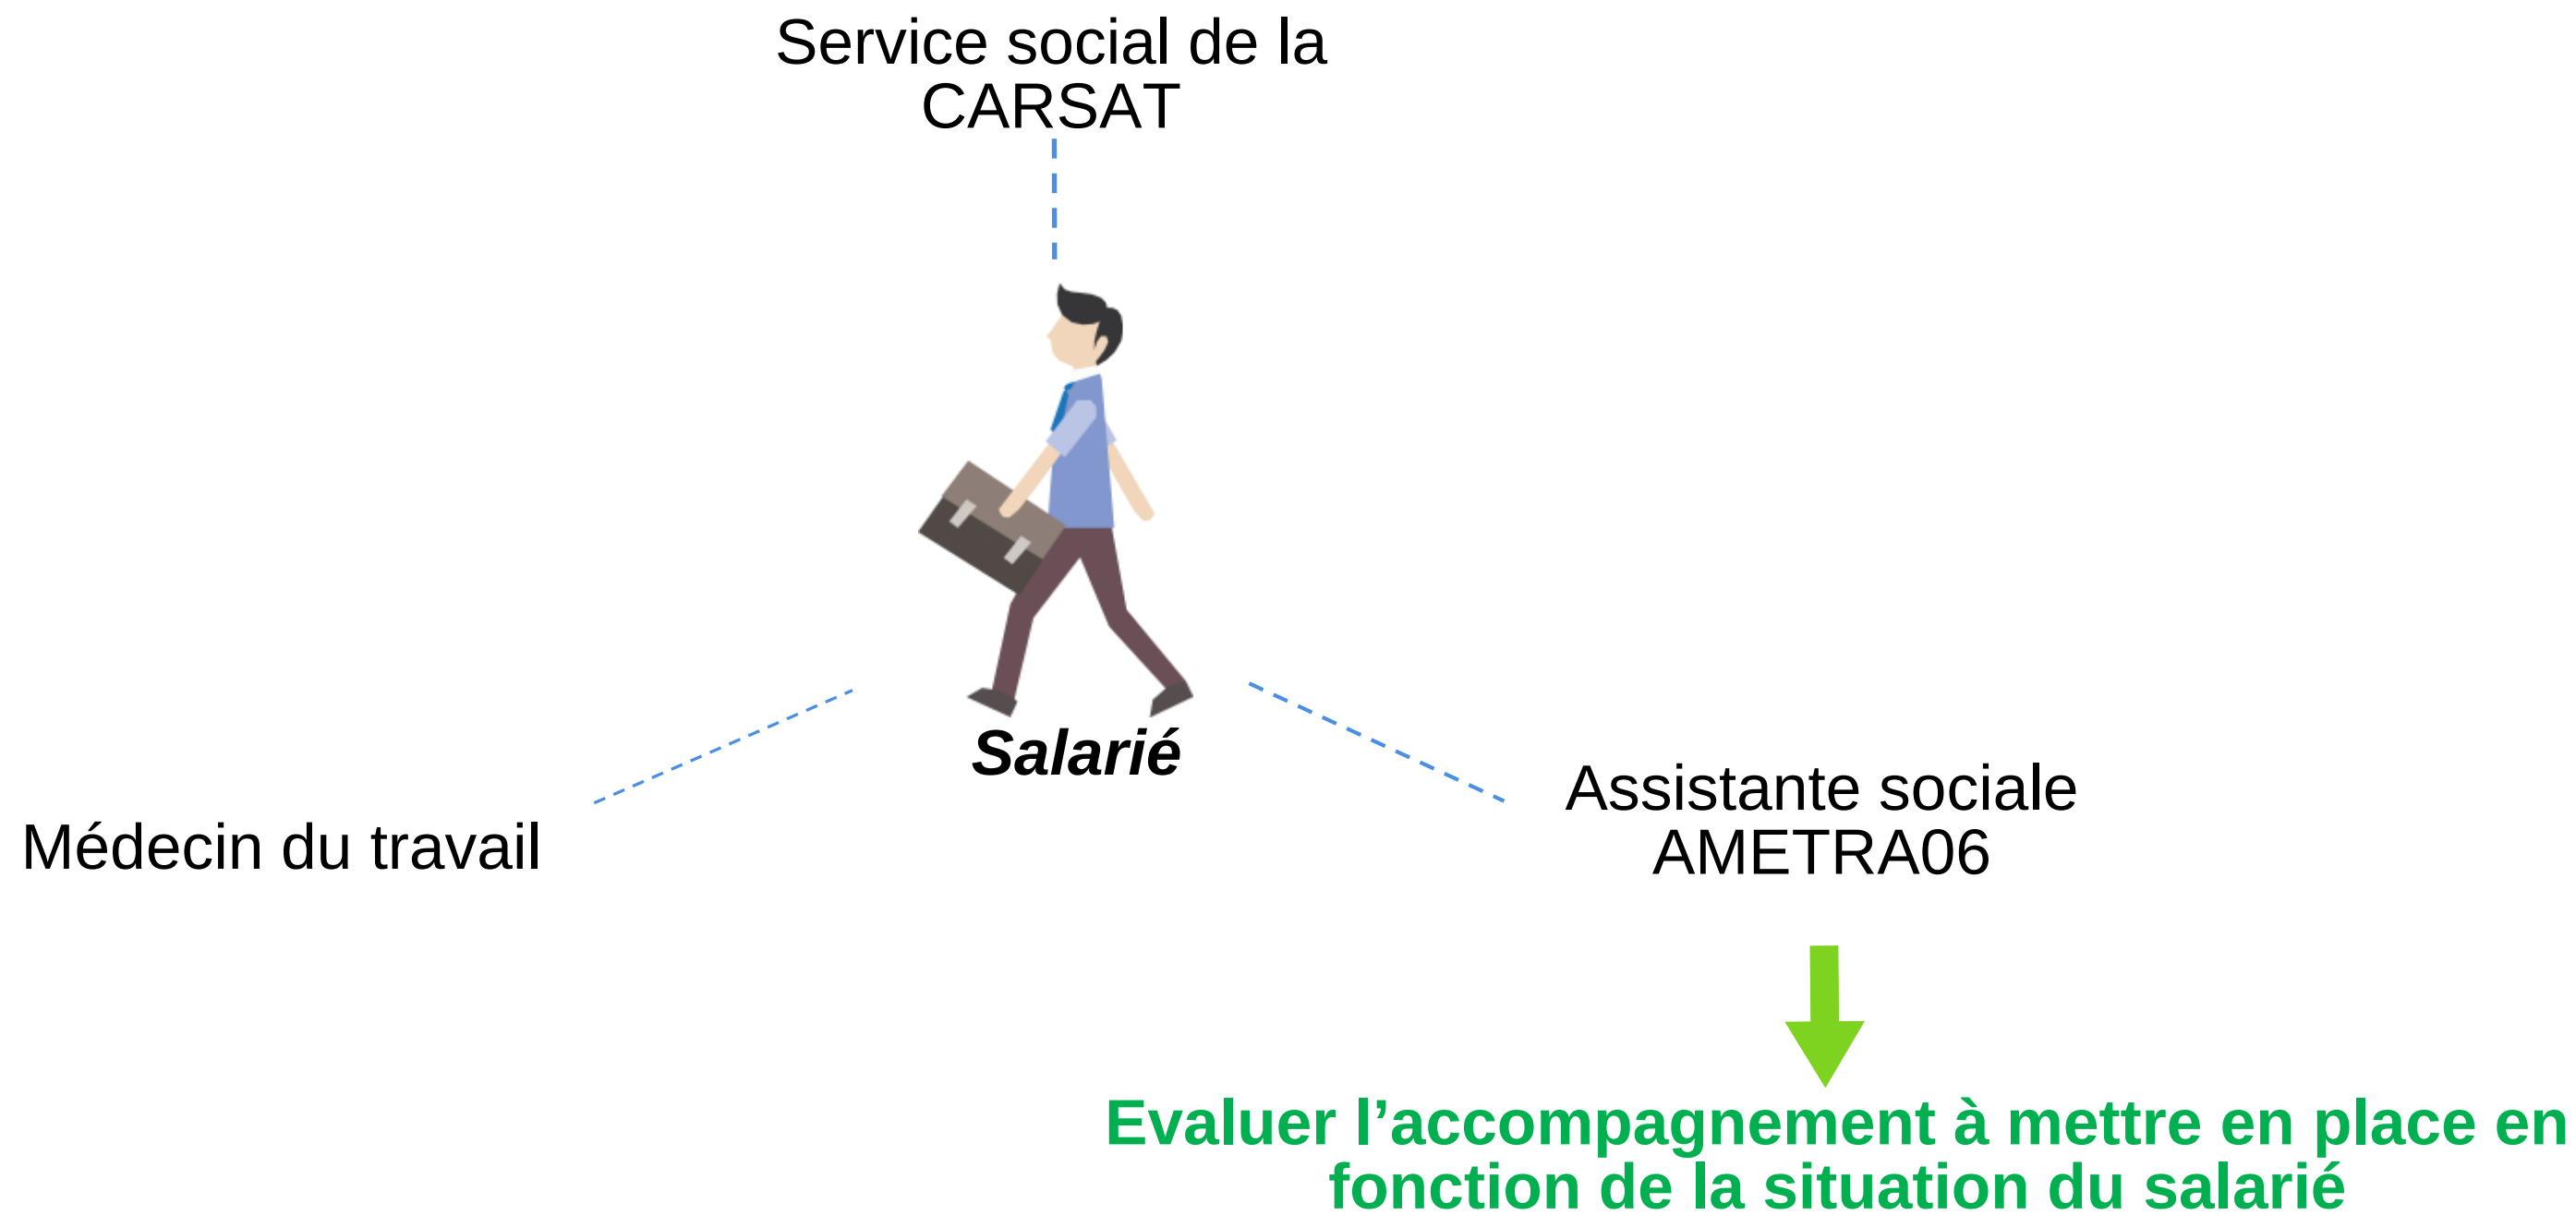 Service social de la
CARSAT
Salarié
Médecin du travail
Assistante sociale
AMETRA06
Evaluer l’accompagnement à mettre en place en
fonction de la situation du salarié